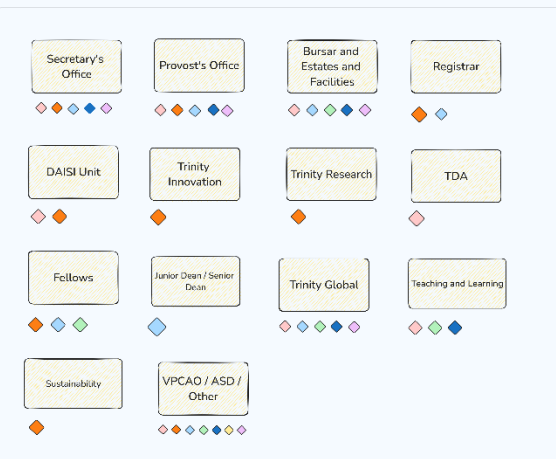 Secretary's
Office
Provost's Office
Bursar and
Estates and
Facilities
Registrar
DAISI Unit
Trinity
Innovation
Trinity Research
TDA
Fellows
Junior Dean / Senior
Dean
Trinity Global
Teaching and Learning
Sustainability
VPCAO / ASD /
Other